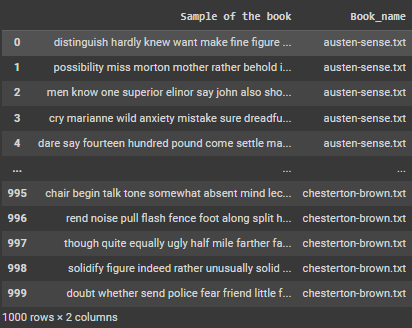 Sample of the book Book_name
0 distinguish hardly knew want make fine figure ... austen-sense.txt
1 possibility miss morton mother rather behold i... austen-sense.txt
2 men know one superior elinor say john also sho... austen-sense.txt
3 cry marianne wild anxiety mistake sure dreadfu... austen-sense.txt
4 dare say fourteen hundred pound come settle ma... austen-sense.txt
... ... ...
995 chair begin talk tone somewhat absent mind lec... chesterton-brown.txt
996 rend noise pull flash fence foot along split h... chesterton-brown.txt
997 though quite equally ugly half mile farther fa... chesterton-brown.txt
998 solidify figure indeed rather unusually solid ... chesterton-brown.txt
999 doubt whether send police fear friend little f... chesterton-brown.txt
1000 rows × 2 columns